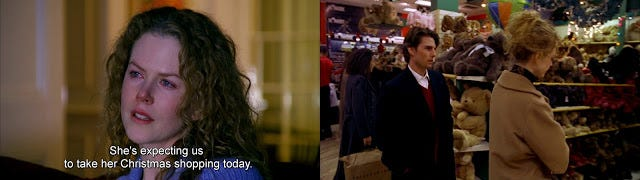 She's expecting us
to take her Christmas shopping today.